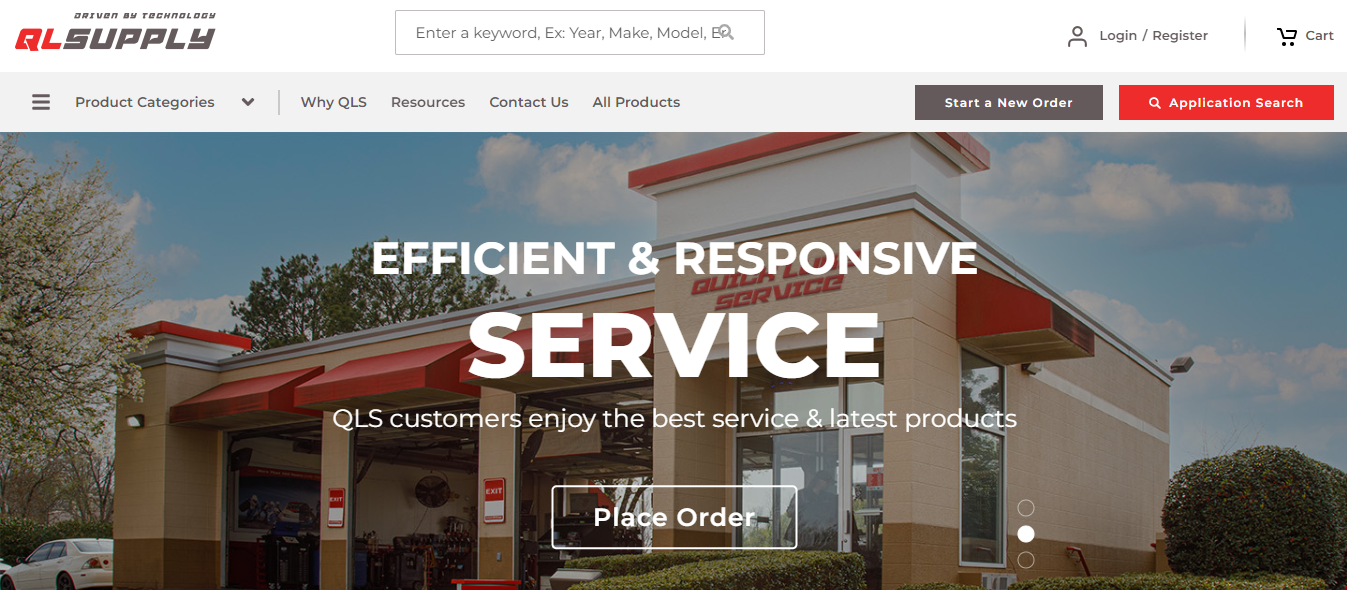 DRIVEN BY TECHNOLOGY
QLSUPPLY
Enter a keyword, Ex: Year, Make, Model,
Login / Register
Cart
Product Categories
Why QLS
Resources
Contact Us
All Products
Start a New Order
Application Search
EFFICIENT & RESPONSIVE
QUICK LUBE
SERVICE
SERVICE
QLS customers enjoy the best service & latest products
EXIT
EXIT
Place Order